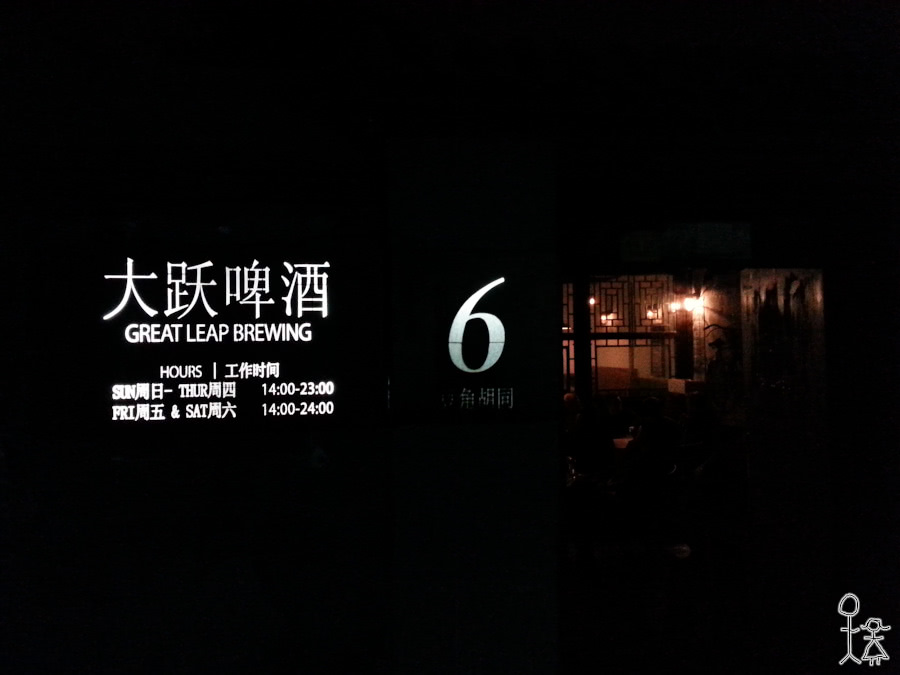 大跃啤酒
GREAT LEAP BREWING
HOURS | 工作时间
SUN周日- THUR周四 14:00-23:00
FRI周五 & SAT周六 14:00-24:00
6
角胡同